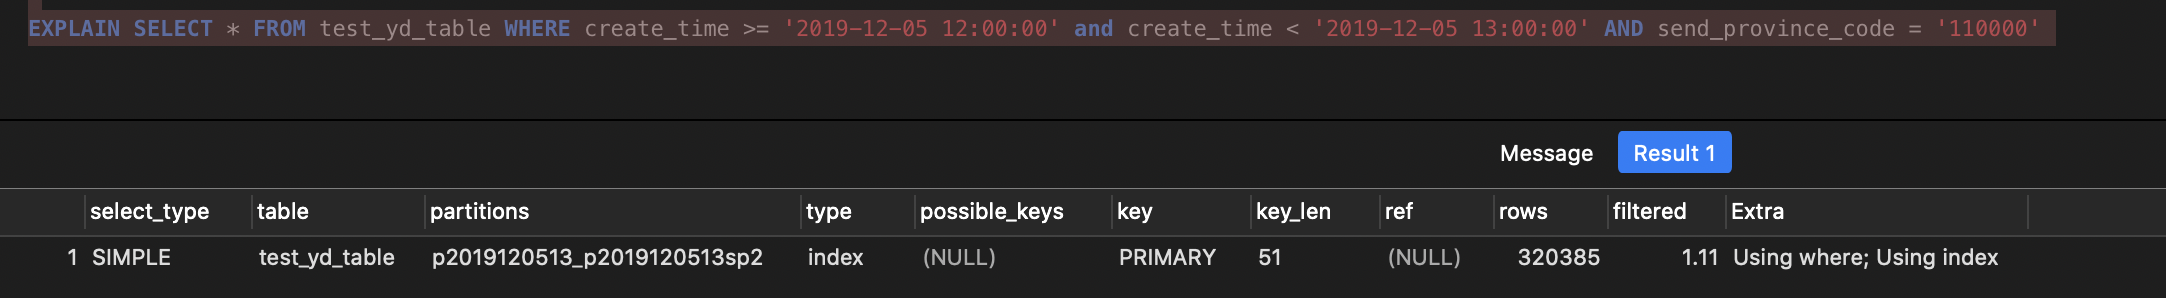 EXPLAIN SELECT * FROM test_yd_table WHERE create_time >= '2019-12-05 12:00:00' and create_time < '2019-12-05 13:00:00' AND send_province_code = '110000'
Message Result 1
select_type table partitions type possible_keys key key_len ref rows filtered Extra
1 SIMPLE test_yd_table p2019120513_p2019120513sp2 index (NULL) PRIMARY 51 (NULL) 320385 1.11 Using where; Using index